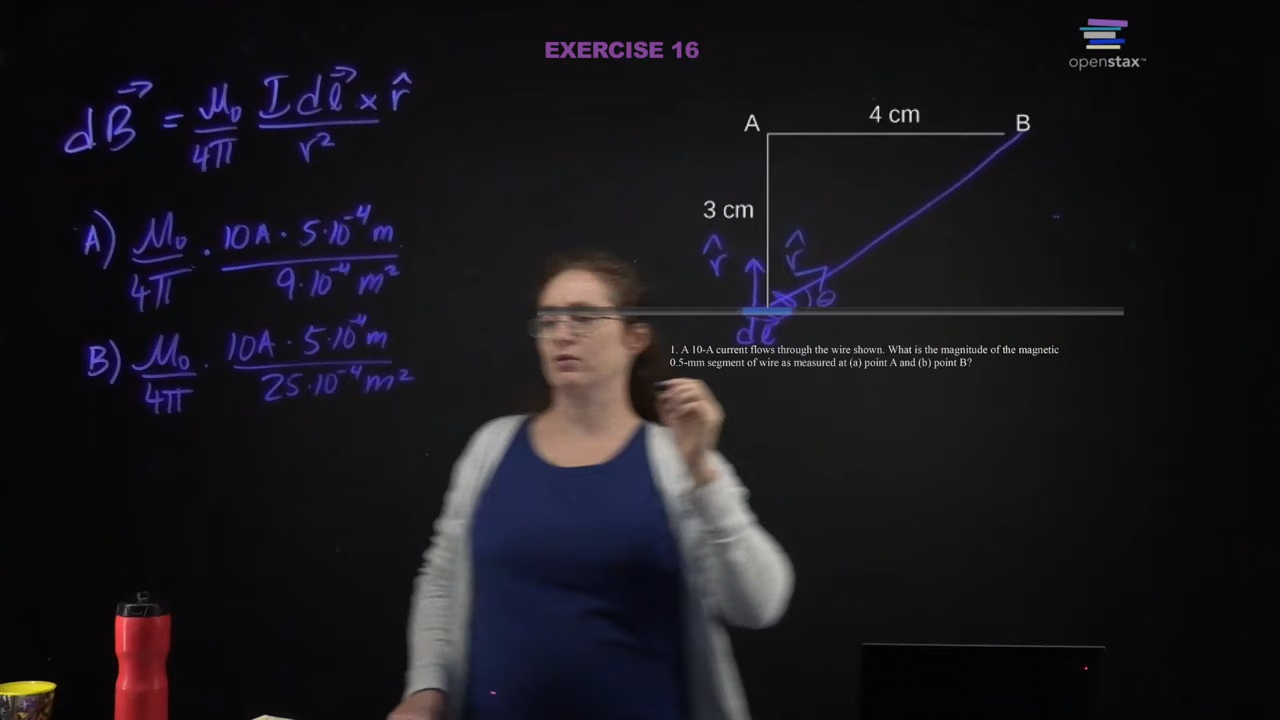 EXERCISE 16
openstax™
dB⃗ = μ₀/4π I dℓ⃗ × r̂ / r²
A) μ₀/4π · 10A · 5·10⁻⁴ m / 9·10⁻⁴ m²
B) μ₀/4π · 10A · 5·10⁻⁴ m / 25·10⁻⁴ m²
A 4 cm B
3 cm
r̂ r̂
θ
dℓ⃗
1. A 10-A current flows through the wire shown. What is the magnitude of the magnetic
0.5-mm segment of wire as measured at (a) point A and (b) point B?